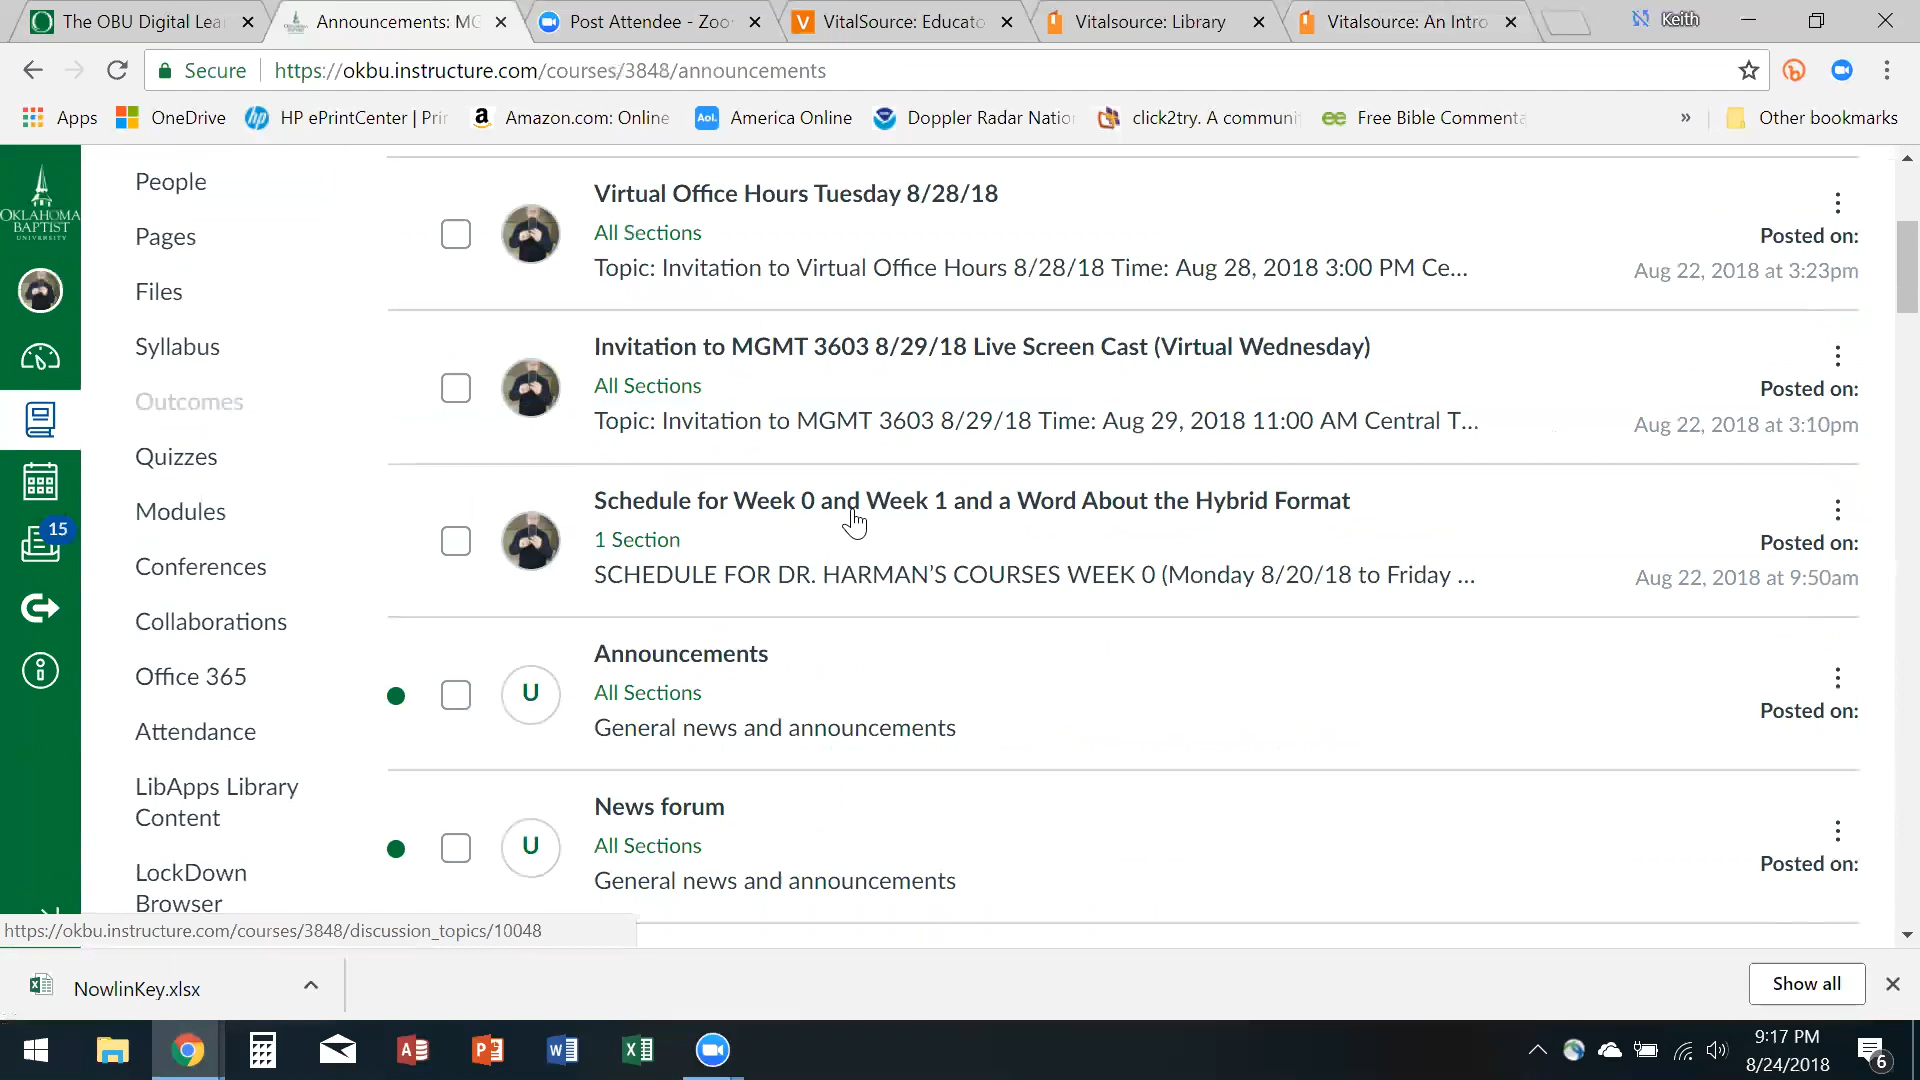 The OBU Digital Lea
Announcements: MG
Post Attendee - Zoo
VitalSource: Educato
Vitalsource: Library
Vitalsource: An Intro
Keith
Secure
https://okbu.instructure.com/courses/3848/announcements
Apps
OneDrive
HP ePrintCenter | Prin
Amazon.com: Online
Aol.
America Online
Doppler Radar Nation
click2try. A communi
ee
Free Bible Commenta
»
Other bookmarks
OKLAHOMA
BAPTIST
UNIVERSITY
15
People
Pages
Files
Syllabus
Outcomes
Quizzes
Modules
Conferences
Collaborations
Office 365
Attendance
LibApps Library
Content
LockDown
Browser
Virtual Office Hours Tuesday 8/28/18
All Sections
Topic: Invitation to Virtual Office Hours 8/28/18 Time: Aug 28, 2018 3:00 PM Ce...
Posted on:
Aug 22, 2018 at 3:23pm
Invitation to MGMT 3603 8/29/18 Live Screen Cast (Virtual Wednesday)
All Sections
Topic: Invitation to MGMT 3603 8/29/18 Time: Aug 29, 2018 11:00 AM Central T...
Posted on:
Aug 22, 2018 at 3:10pm
Schedule for Week 0 and Week 1 and a Word About the Hybrid Format
1 Section
SCHEDULE FOR DR. HARMAN'S COURSES WEEK 0 (Monday 8/20/18 to Friday ...
Posted on:
Aug 22, 2018 at 9:50am
U
Announcements
All Sections
General news and announcements
Posted on:
U
News forum
All Sections
General news and announcements
Posted on:
https://okbu.instructure.com/courses/3848/discussion_topics/10048
NowlinKey.xlsx
Show all
9:17 PM
8/24/2018
6